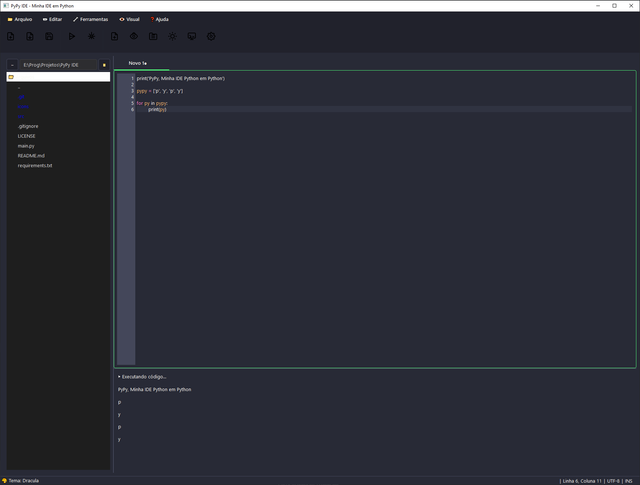 PyPy IDE - Minha IDE em Python
Arquivo Editar Ferramentas Visual Ajuda
E:\Prog\Projetos\PyPy IDE
Novo 1
..
.gitignore
LICENSE
main.py
README.md
requirements.txt
1 print('PyPy, Minha IDE Python em Python')
2
3 pypy = ['p', 'y', 'p', 'y']
4
5 for py in pypy:
6 print(py)
Executando código...
PyPy, Minha IDE Python em Python
p
y
p
y
Tema: Dracula
| Linha 6, Coluna 11 | UTF-8 | INS